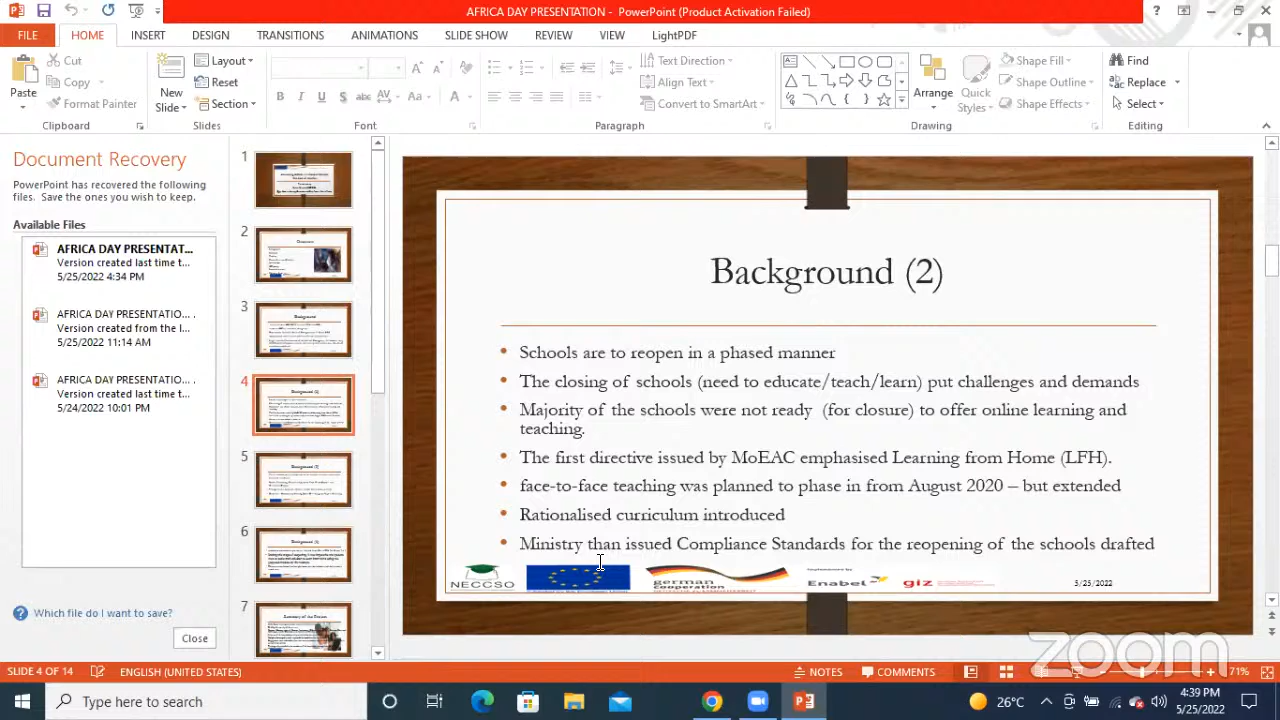 AFRICA DAY PRESENTATION - PowerPoint (Product Activation Failed)
FILE HOME INSERT DESIGN TRANSITIONS ANIMATIONS SLIDE SHOW REVIEW VIEW LightPDF
Paste
Cut
Copy
Format Painter
Clipboard
New
Slide
Layout
Reset
Section
Slides
Font
Text Direction
Align Text
Convert to SmartArt
Paragraph
Arrange
Quick
Styles
Shape Fill
Shape Outline
Shape Effects
Drawing
Find
Replace
Select
Editing
Document Recovery
PowerPoint has recovered the following
files. Save the ones you wish to keep.
Available Files
AFRICA DAY PRESENTAT...
Version created last time t...
5/25/2022 4:34 PM
AFRICA DAY PRESENTATIO...
Version created from the l...
5/25/2022 11:14 AM
AFRICA DAY PRESENTATIO...
Version created last time t...
5/24/2022 10:01 PM
Which file do I want to save?
Close
1
2
3
4
5
6
7
Background (2)
• Schools are to reopen in a phased manner
• The closing of schools (need to educate/teach/learn) put challenges and demands
• Majority of the schools were not ready (for closure) to offer online learning and
teaching.
• The first directive issued by MoEAC emphasised Learning from Home (LFH).
• face-to-face teaching was planned to phase in from August 2020 – but extended
• Rationalised curriculum introduced
• Ministry than issued Compliance Standards for the reopening of the schools drafted
NECCSO
german
cooperation
Implemented by
Enabel
giz
5/25/2022
zoom
SLIDE 4 OF 14 ENGLISH (UNITED STATES) NOTES COMMENTS 71%
Type here to search
26°C
4:39 PM
5/25/2022